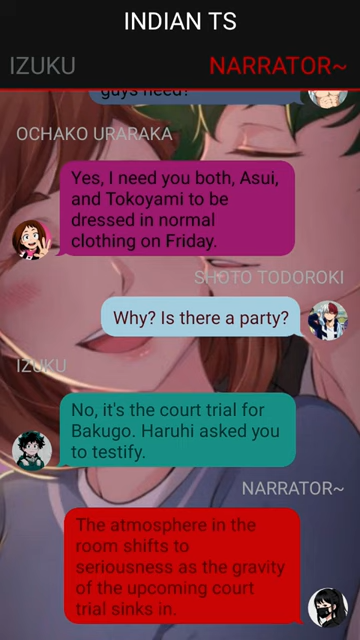 INDIAN TS
IZUKU
NARRATOR~
guys need?
OCHAKO URARAKA
Yes, I need you both, Asui,
and Tokoyami to be
dressed in normal
clothing on Friday.
SHOTO TODOROKI
Why? Is there a party?
IZUKU
No, it's the court trial for
Bakugo. Haruhi asked you
to testify.
NARRATOR~
The atmosphere in the
room shifts to
seriousness as the gravity
of the upcoming court
trial sinks in.